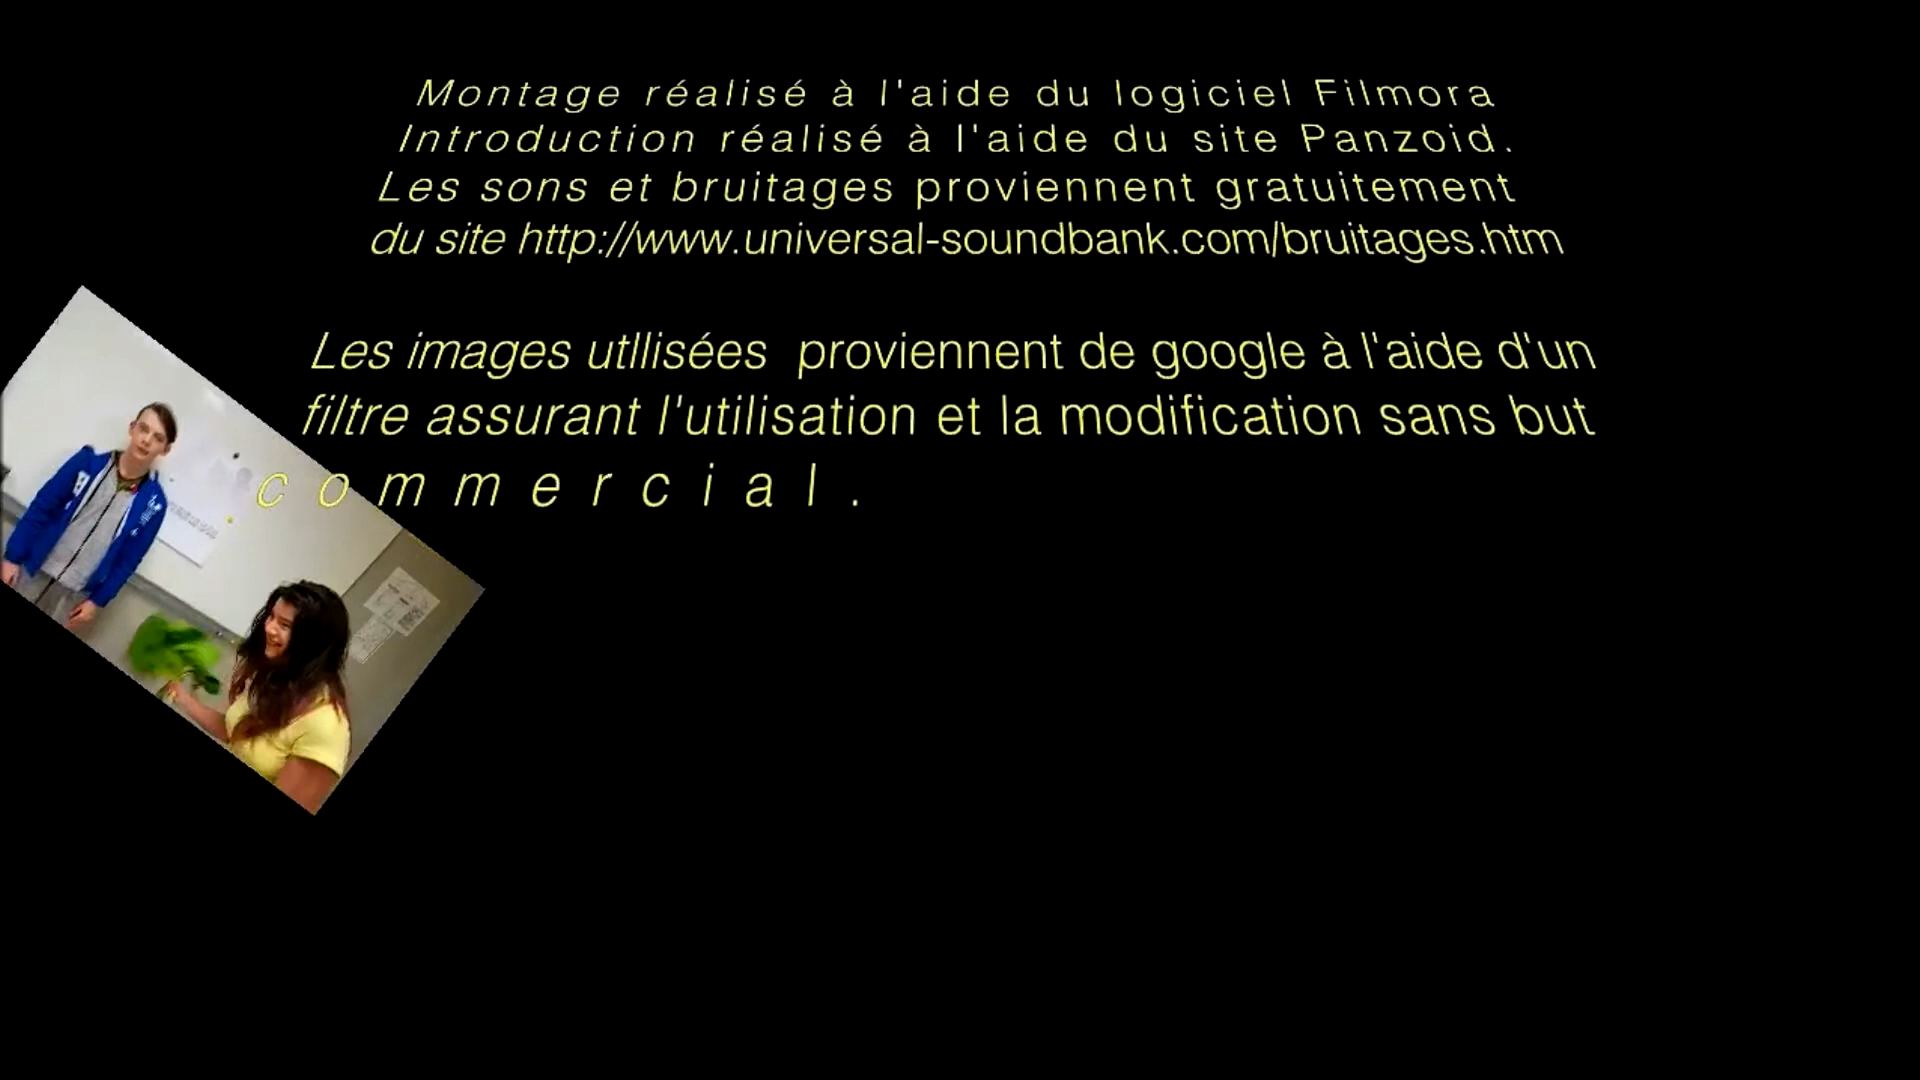 Montage réalisé à l'aide du logiciel Filmora
Introduction réalisé à l'aide du site Panzoid.
Les sons et bruitages proviennent gratuitement
du site http://www.universal-soundbank.com/bruitages.htm
Les images utllisées proviennent de google à l'aide d'un
filtre assurant l'utilisation et la modification sans but
commercial.